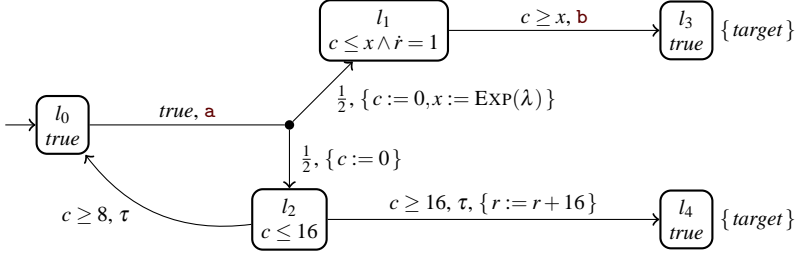 l₁
c ≤ x ∧ ṙ = 1
c ≥ x, b
l₃
true
{target}
½, {c := 0, x := EXP(λ)}
l₀
true
true, a
½, {c := 0}
l₂
c ≤ 16
c ≥ 8, τ
c ≥ 16, τ, {r := r + 16}
l₄
true
{target}